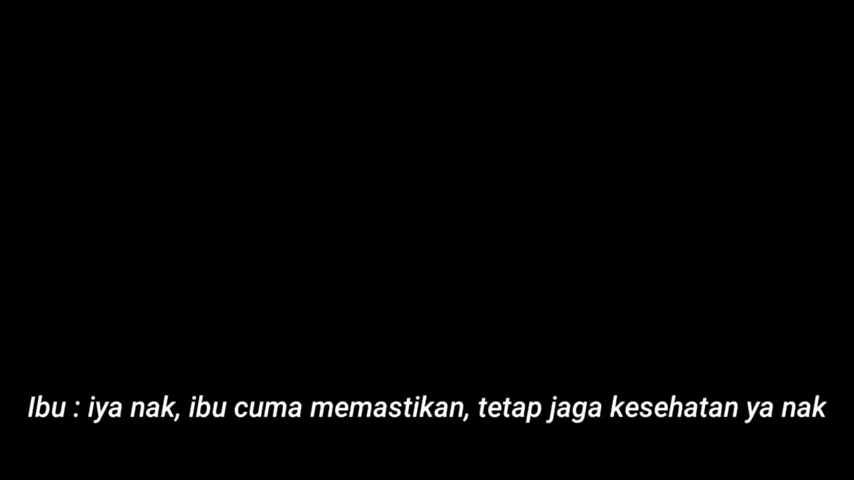 Ibu : iya nak, ibu cuma memastikan, tetap jaga kesehatan ya nak